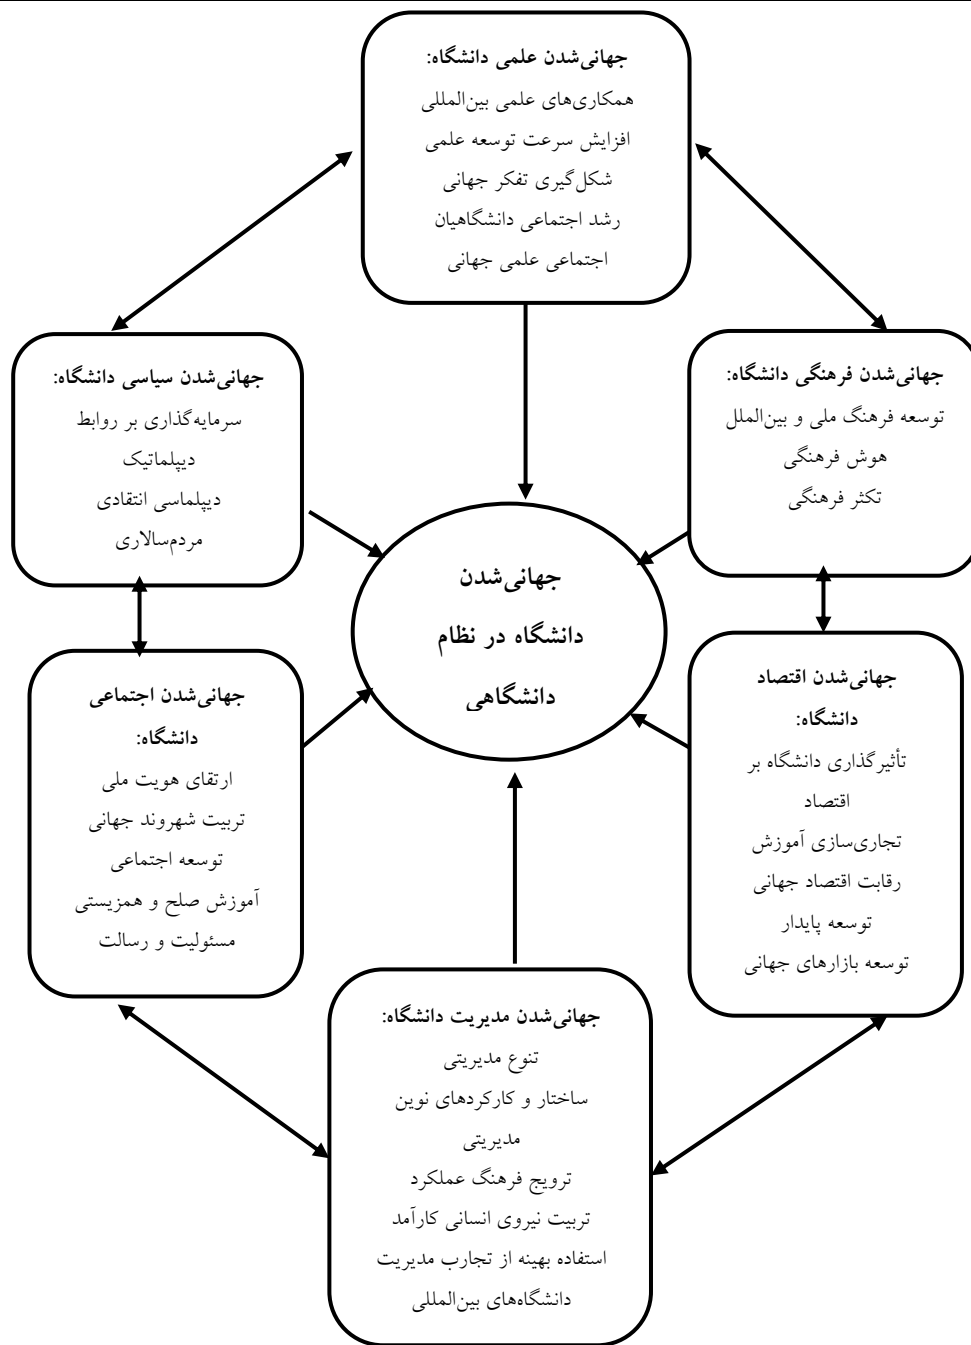 جهانی‌شدن علمی دانشگاه:
همکاری‌های علمی بین‌المللی
افزایش سرعت توسعه علمی
شکل‌گیری تفکر جهانی
رشد اجتماعی دانشگاهیان
اجتماعی علمی جهانی
جهانی‌شدن فرهنگی دانشگاه:
توسعه فرهنگ ملی و بین‌الملل
هوش فرهنگی
تکثر فرهنگی
جهانی‌شدن سیاسی دانشگاه:
سرمایه‌گذاری بر روابط
دیپلماتیک
دیپلماسی انتقادی
مردم‌سالاری
جهانی‌شدن
دانشگاه در نظام
دانشگاهی
جهانی‌شدن اقتصاد
دانشگاه:
تأثیرگذاری دانشگاه بر
اقتصاد
تجاری‌سازی آموزش
رقابت اقتصاد جهانی
توسعه پایدار
توسعه بازارهای جهانی
جهانی‌شدن اجتماعی
دانشگاه:
ارتقای هویت ملی
تربیت شهروند جهانی
توسعه اجتماعی
آموزش صلح و همزیستی
مسئولیت و رسالت
جهانی‌شدن مدیریت دانشگاه:
تنوع مدیریتی
ساختار و کارکردهای نوین
مدیریتی
ترویج فرهنگ عملکرد
تربیت نیروی انسانی کارآمد
استفاده بهینه از تجارب مدیریت
دانشگاه‌های بین‌المللی